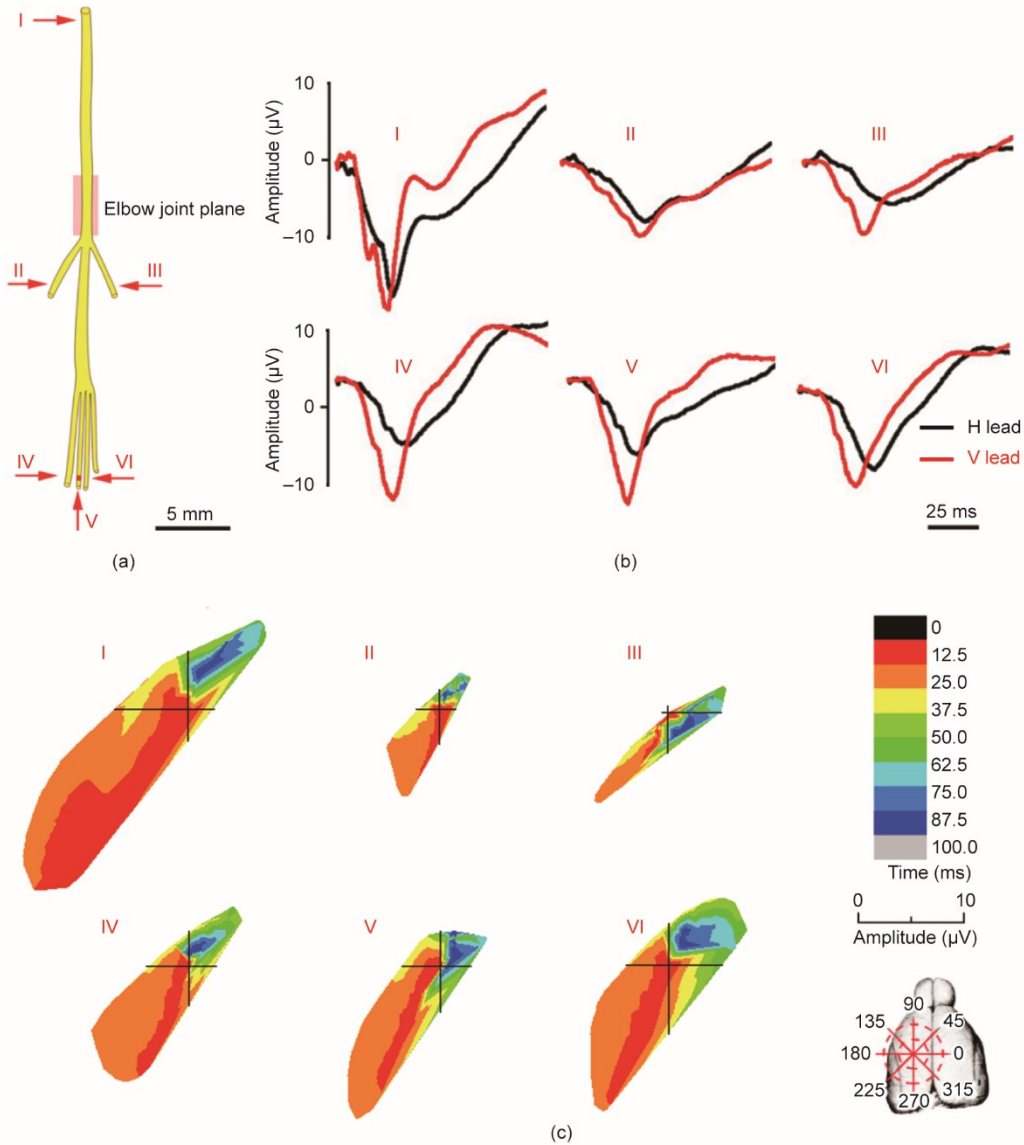 I
Elbow joint plane
II
III
IV
VI
V
5 mm
(a)
10
0
−10
Amplitude (μV)
I
II
III
10
0
−10
Amplitude (μV)
IV
V
VI
H lead
V lead
25 ms
(b)
I
II
III
IV
V
VI
0
12.5
25.0
37.5
50.0
62.5
75.0
87.5
100.0
Time (ms)
0 10
Amplitude (μV)
90
135 45
180 0
225 315
270
(c)